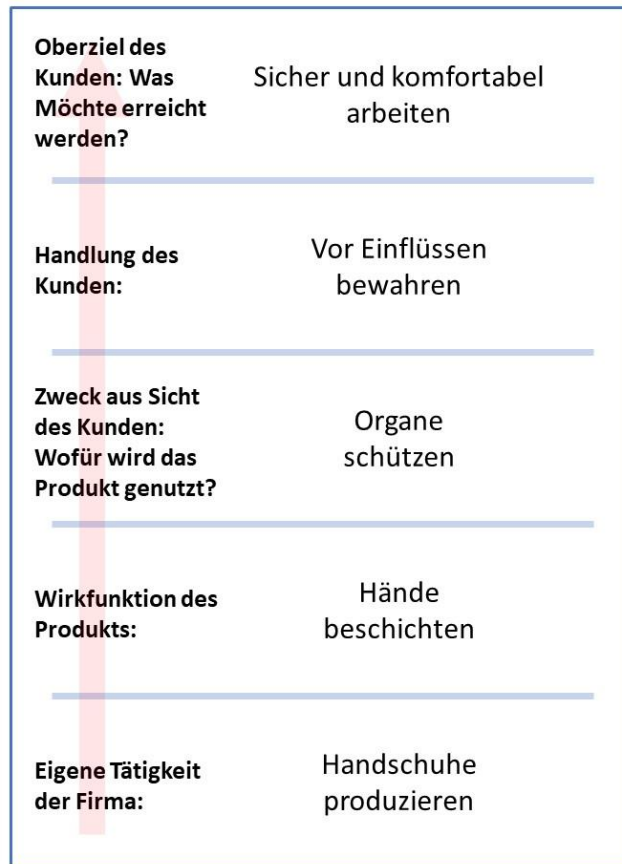 Oberziel des
Kunden: Was
Möchte erreicht
werden?
Sicher und komfortabel
arbeiten
Handlung des
Kunden:
Vor Einflüssen
bewahren
Zweck aus Sicht
des Kunden:
Wofür wird das
Produkt genutzt?
Organe
schützen
Wirkfunktion des
Produkts:
Hände
beschichten
Eigene Tätigkeit
der Firma:
Handschuhe
produzieren